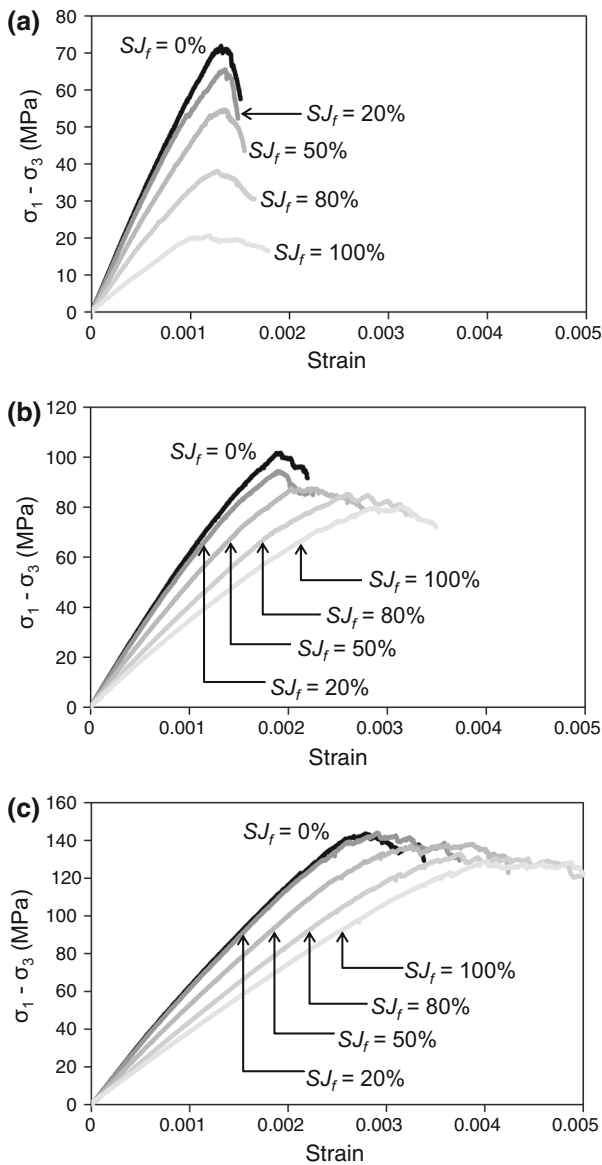 (a)
80
70
60
50
40
30
20
10
0
σ1 - σ3 (MPa)
SJf = 0%
SJf = 20%
SJf = 50%
SJf = 80%
SJf = 100%
0 0.001 0.002 0.003 0.004 0.005
Strain
(b)
120
100
80
60
40
20
0
σ1 - σ3 (MPa)
SJf = 0%
SJf = 100%
SJf = 80%
SJf = 50%
SJf = 20%
0 0.001 0.002 0.003 0.004 0.005
Strain
(c)
160
140
120
100
80
60
40
20
0
σ1 - σ3 (MPa)
SJf = 0%
SJf = 100%
SJf = 80%
SJf = 50%
SJf = 20%
0 0.001 0.002 0.003 0.004 0.005
Strain